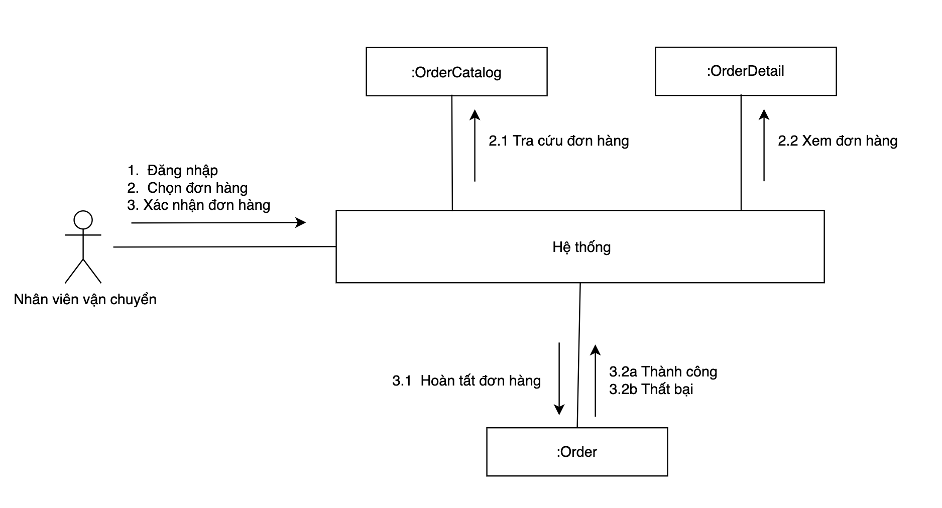 :OrderCatalog
:OrderDetail
2.1 Tra cứu đơn hàng
2.2 Xem đơn hàng
1. Đăng nhập
2. Chọn đơn hàng
3. Xác nhận đơn hàng
Hệ thống
Nhân viên vận chuyển
3.1 Hoàn tất đơn hàng
3.2a Thành công
3.2b Thất bại
:Order